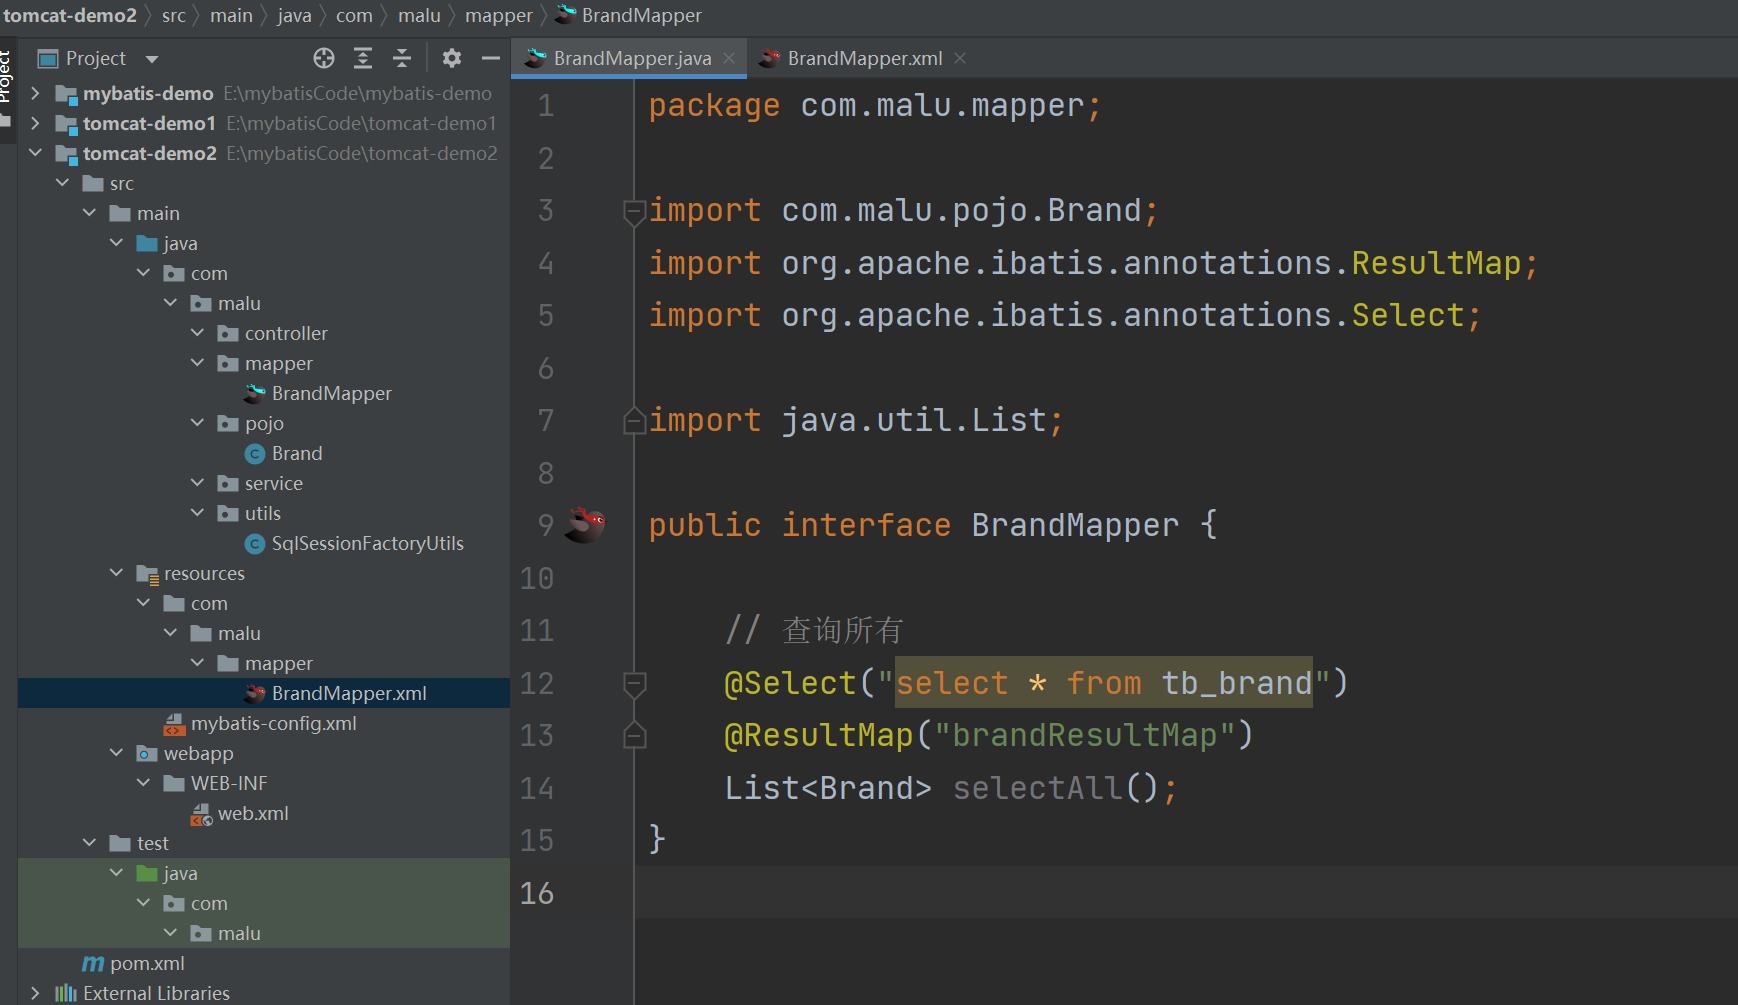 tomcat-demo2 src main java com malu mapper BrandMapper
Project
Project
mybatis-demo E:\mybatisCode\mybatis-demo
tomcat-demo1 E:\mybatisCode\tomcat-demo1
tomcat-demo2 E:\mybatisCode\tomcat-demo2
src
main
java
com
malu
controller
mapper
BrandMapper
pojo
Brand
service
utils
SqlSessionFactoryUtils
resources
com
malu
mapper
BrandMapper.xml
mybatis-config.xml
webapp
WEB-INF
web.xml
test
java
com
malu
pom.xml
External Libraries
BrandMapper.java BrandMapper.xml
1 package com.malu.mapper;
2
3 import com.malu.pojo.Brand;
4 import org.apache.ibatis.annotations.ResultMap;
5 import org.apache.ibatis.annotations.Select;
6
7 import java.util.List;
8
9 public interface BrandMapper {
10
11 // 查询所有
12 @Select("select * from tb_brand")
13 @ResultMap("brandResultMap")
14 List<Brand> selectAll();
15 }
16